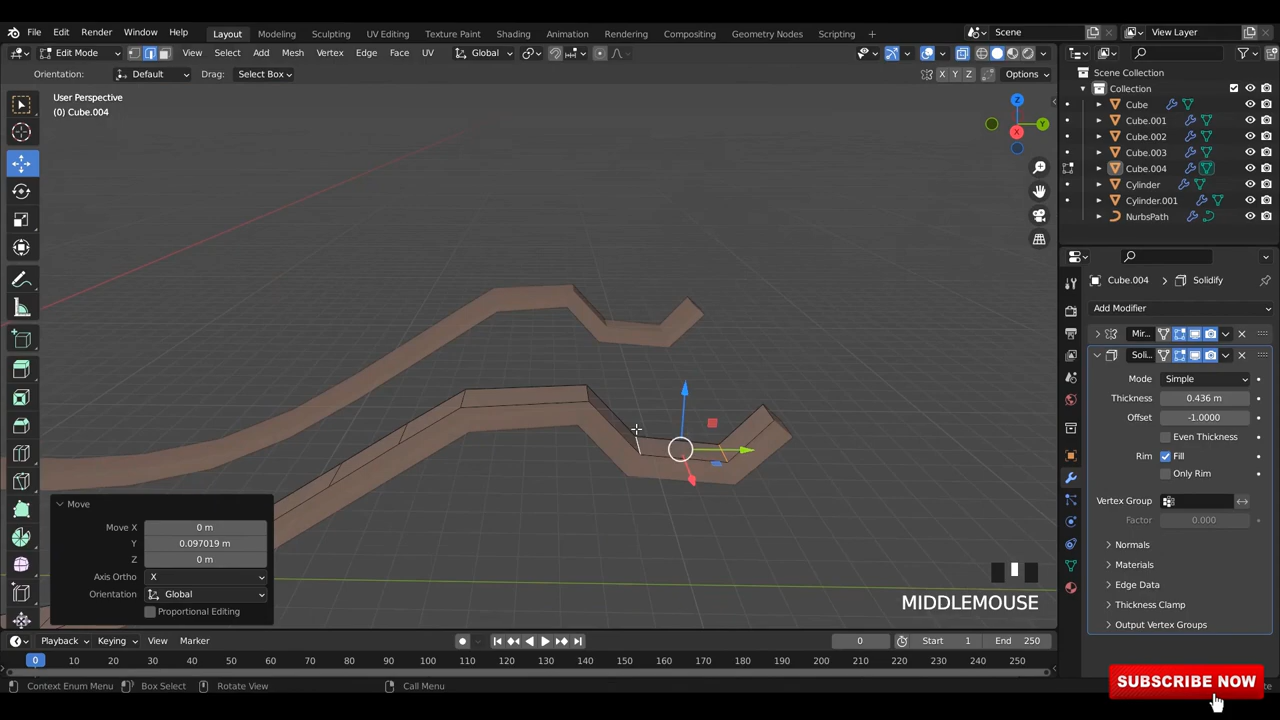 File Edit Render Window Help Layout Modeling Sculpting UV Editing Texture Paint Shading Animation Rendering Compositing Geometry Nodes Scripting + Scene View Layer
Edit Mode View Select Add Mesh Vertex Edge Face UV Global
Orientation: Default Drag: Select Box X Y Z Options
User Perspective
(0) Cube.004
Z
Y
X
Scene Collection
Collection
Cube
Cube.001
Cube.002
Cube.003
Cube.004
Cylinder
Cylinder.001
NurbsPath
Cube.004 > Solidify
Add Modifier
Mir...
Soli...
Mode Simple
Thickness 0.436 m
Offset -1.0000
Even Thickness
Rim Fill
Only Rim
Vertex Group
Factor 0.000
Normals
Materials
Edge Data
Thickness Clamp
Output Vertex Groups
Move
Move X 0 m
Y 0.097019 m
Z 0 m
Axis Ortho X
Orientation Global
Proportional Editing
MIDDLEMOUSE
Playback Keying View Marker 0 Start 1 End 250
0 10 20 30 40 50 60 70 80 90 100 110 120 130 140 150 160 170 180 190 200 210 220 230 240 250
Context Enum Menu Box Select Rotate View Call Menu
SUBSCRIBE NOW